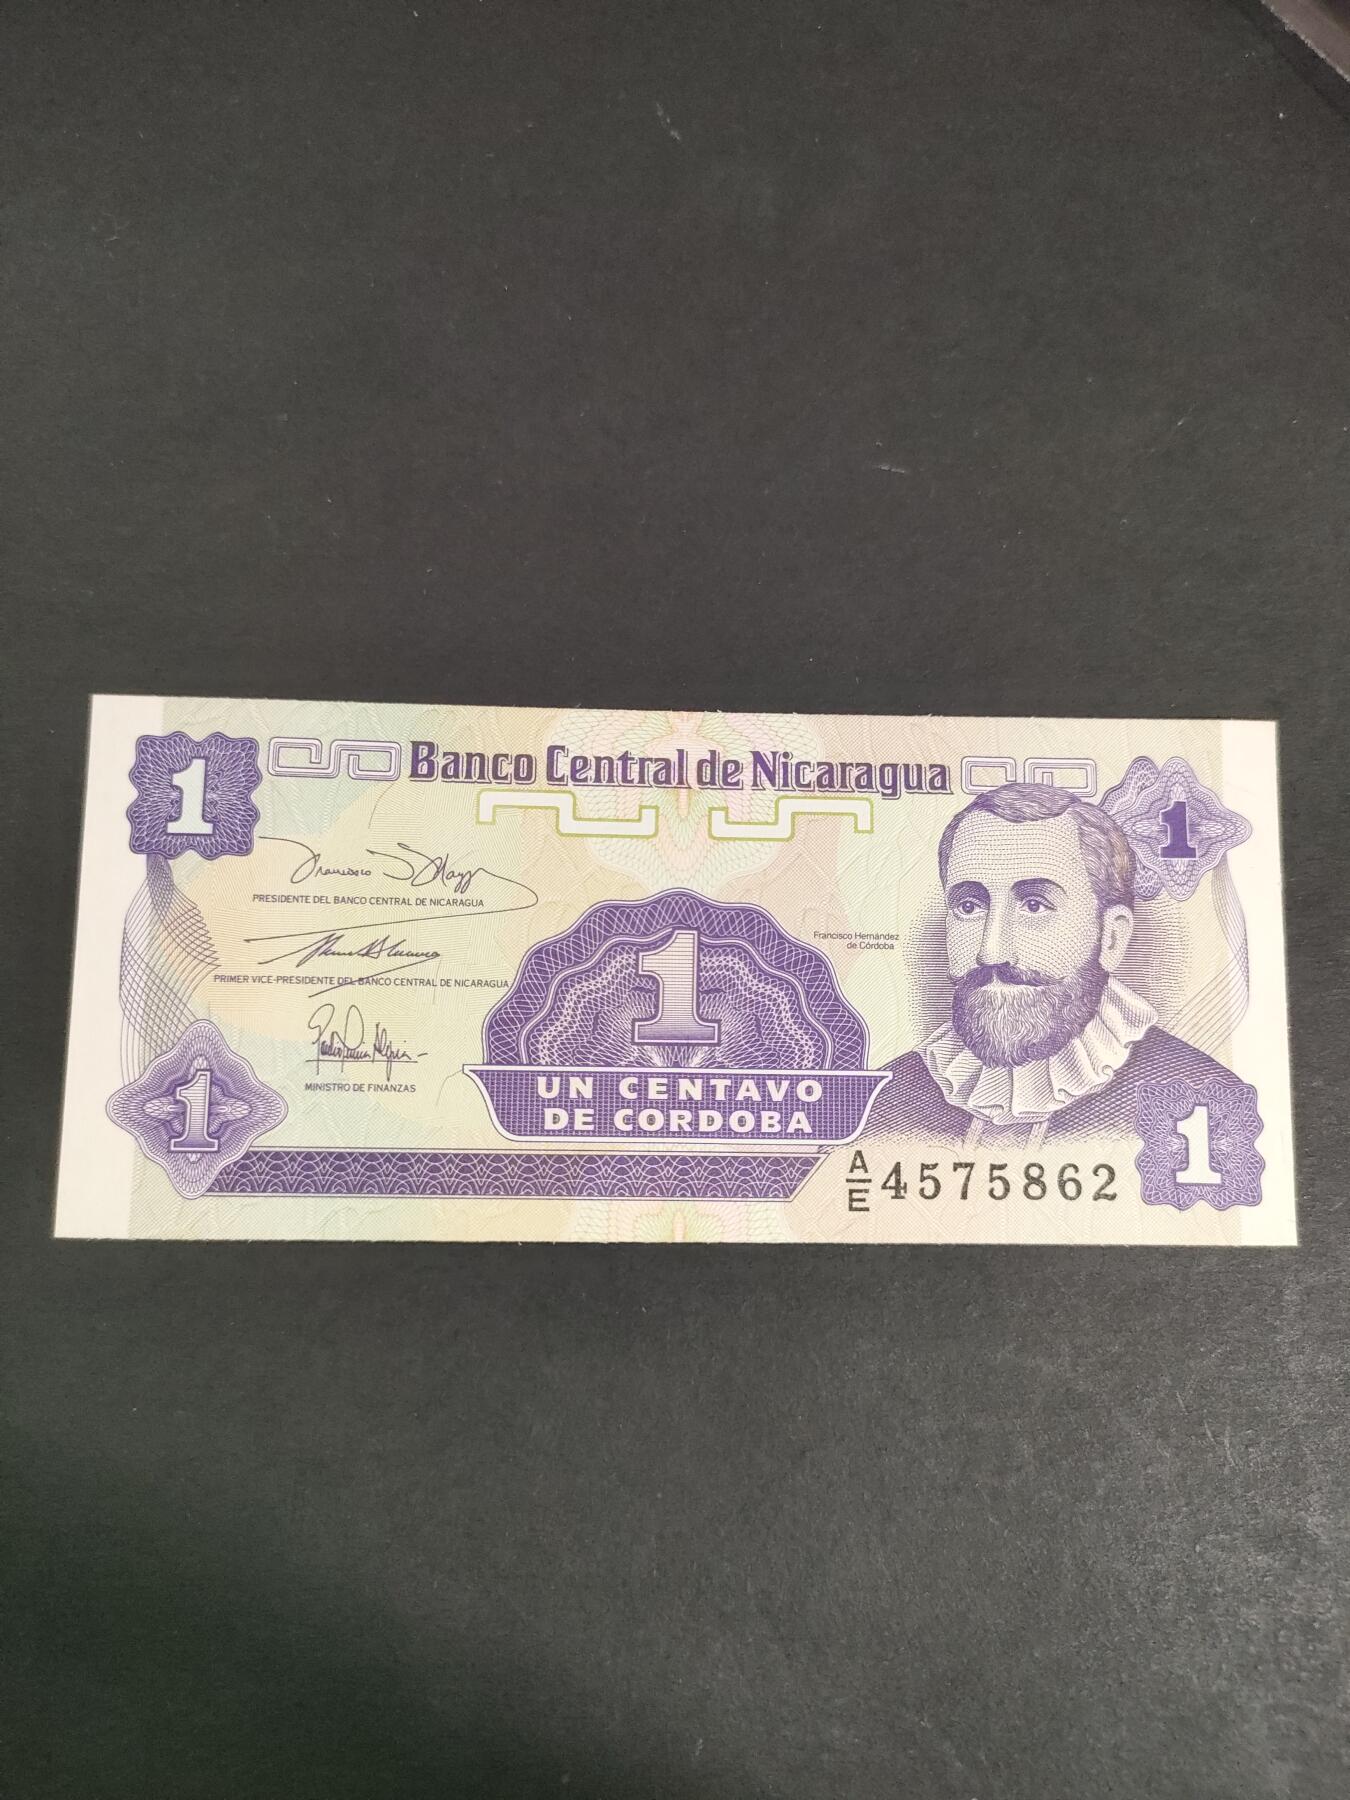 1
Banco Central de Nicaragua
1
PRESIDENTE DEL BANCO CENTRAL DE NICARAGUA
Francisco Hernández
de Córdoba
PRIMER VICE-PRESIDENTE DEL BANCO CENTRAL DE NICARAGUA
1
MINISTRO DE FINANZAS
UN CENTAVO
DE CORDOBA
1
1
A/E 4575862